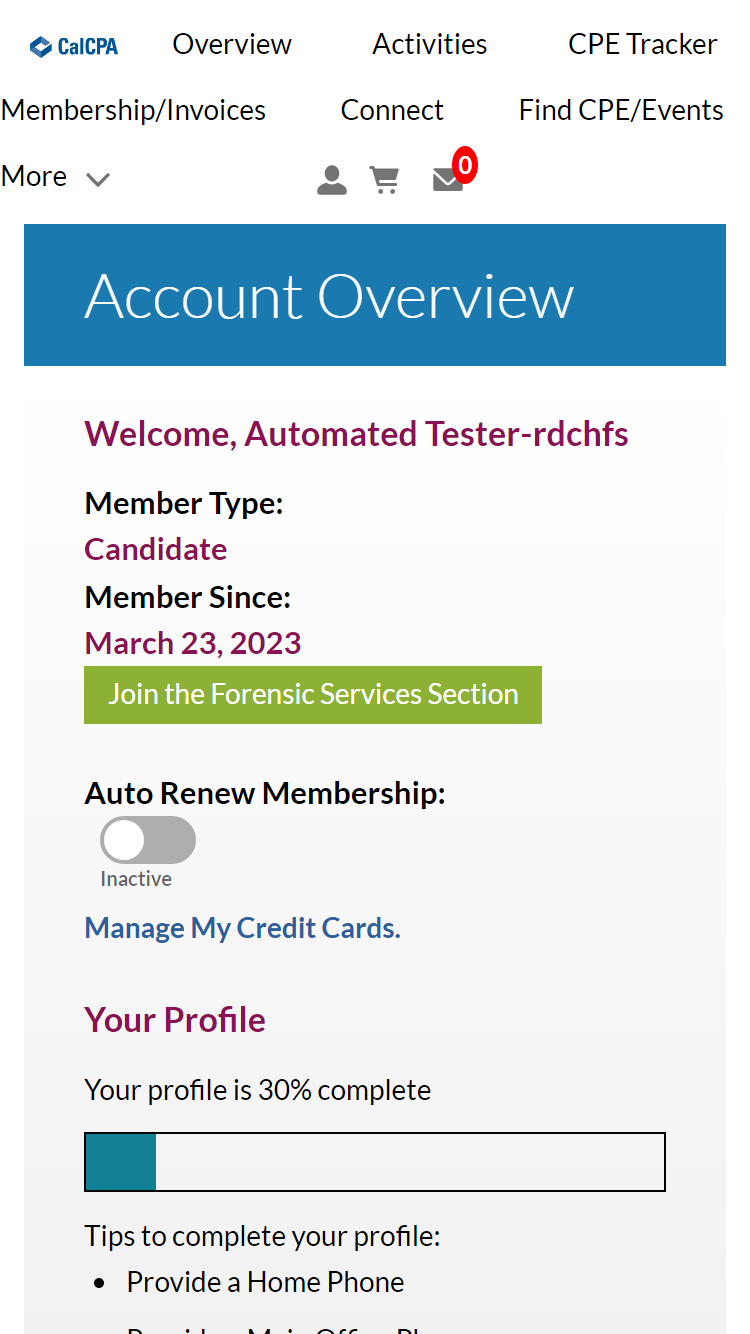 CalCPA Overview Activities CPE Tracker
Membership/Invoices Connect Find CPE/Events
More 0
Account Overview
Welcome, Automated Tester-rdchfs
Member Type:
Candidate
Member Since:
March 23, 2023
Join the Forensic Services Section
Auto Renew Membership:
Inactive
Manage My Credit Cards.
Your Profile
Your profile is 30% complete
Tips to complete your profile:
• Provide a Home Phone